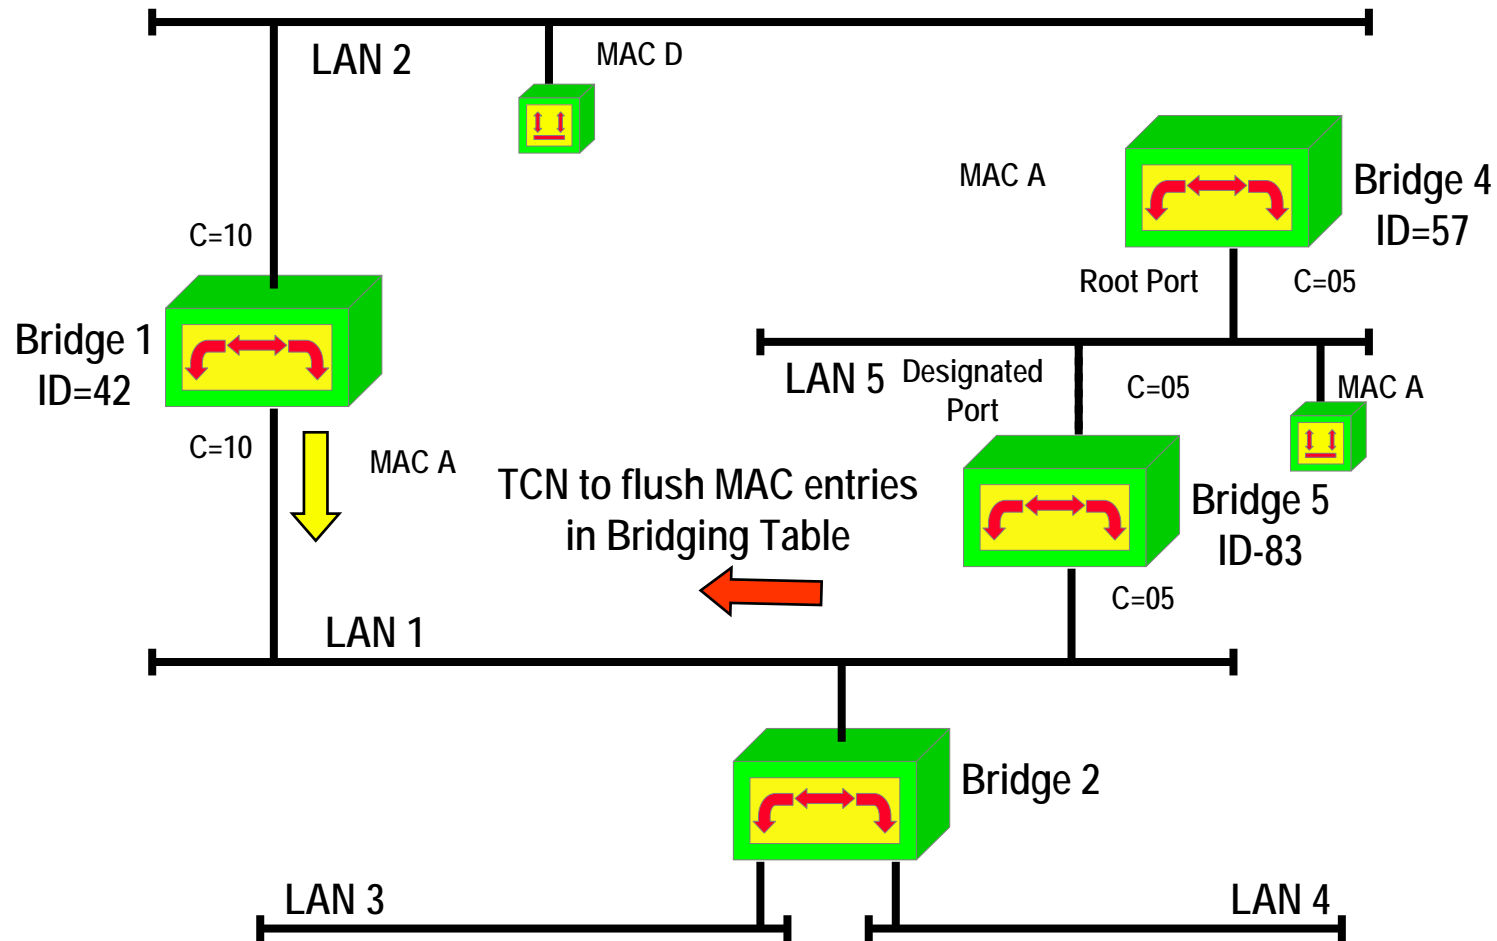 LAN 2
MAC D
MAC A
Bridge 4
ID=57
C=10
Root Port
C=05
Bridge 1
ID=42
LAN 5
Designated
Port
C=05
MAC A
C=10
MAC A
TCN to flush MAC entries
in Bridging Table
Bridge 5
ID-83
C=05
LAN 1
Bridge 2
LAN 3
LAN 4